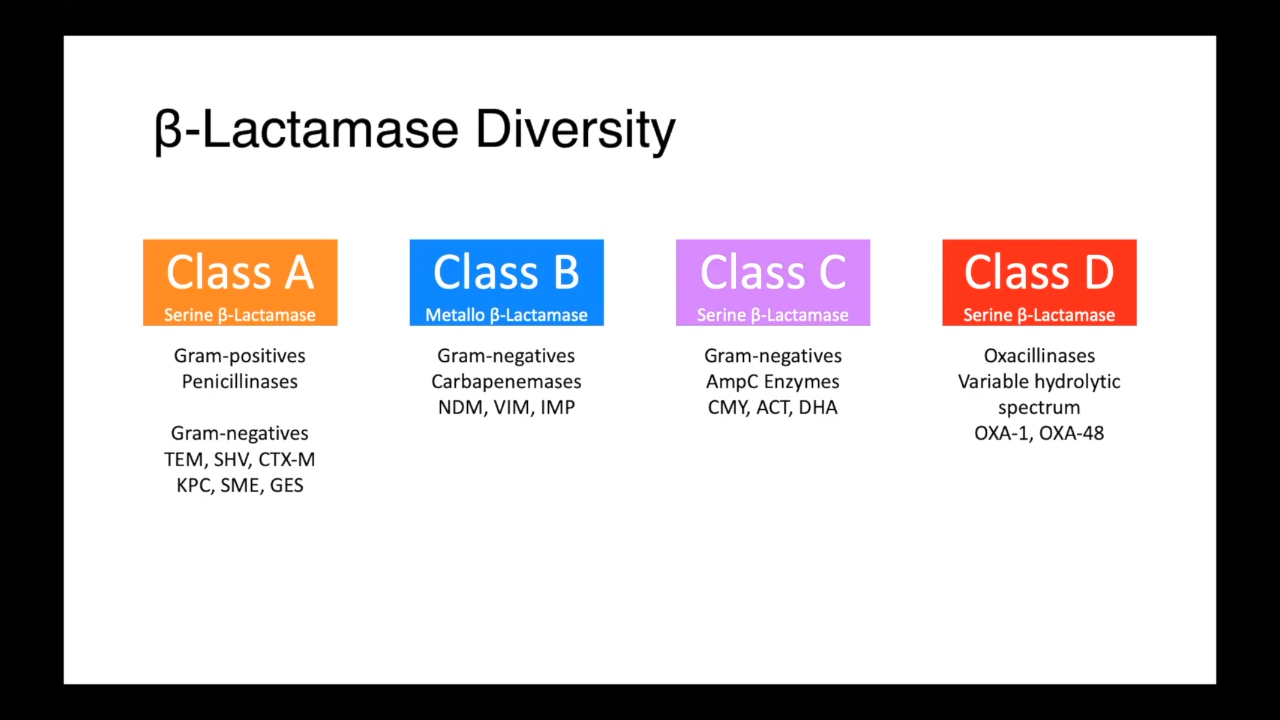 β-Lactamase Diversity
Class A
Serine β-Lactamase
Gram-positives
Penicillinases
Gram-negatives
TEM, SHV, CTX-M
KPC, SME, GES
Class B
Metallo β-Lactamase
Gram-negatives
Carbapenemases
NDM, VIM, IMP
Class C
Serine β-Lactamase
Gram-negatives
AmpC Enzymes
CMY, ACT, DHA
Class D
Serine β-Lactamase
Oxacillinases
Variable hydrolytic
spectrum
OXA-1, OXA-48